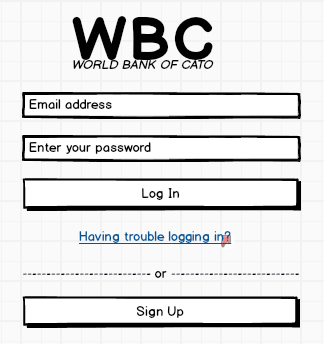 WBC
WORLD BANK OF CATO
Email address
Enter your password
Log In
Having trouble logging in?
or
Sign Up